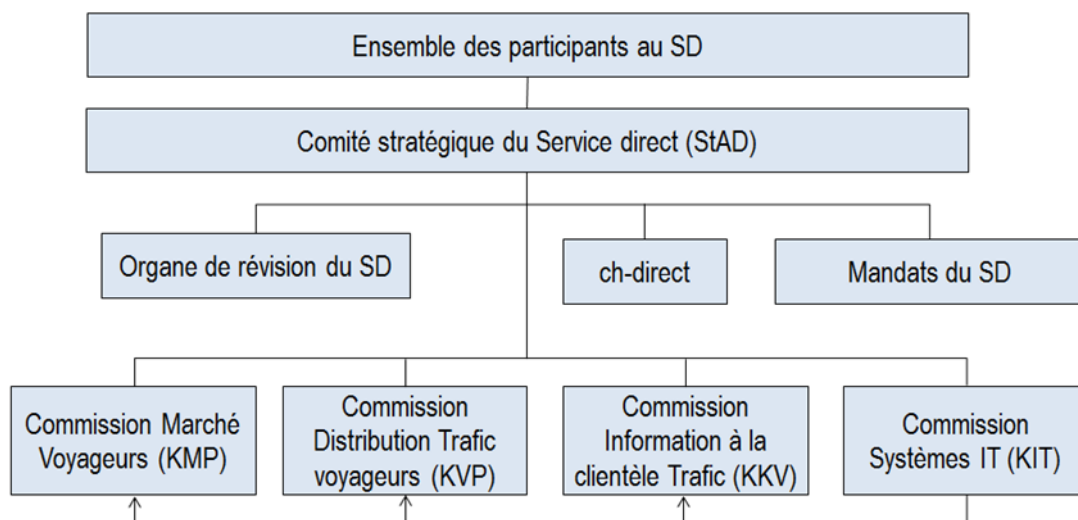 Ensemble des participants au SD
Comité stratégique du Service direct (StAD)
Organe de révision du SD
ch-direct
Mandats du SD
Commission Marché
Voyageurs (KMP)
Commission
Distribution Trafic
voyageurs (KVP)
Commission
Information à la
clientèle Trafic (KKV)
Commission
Systèmes IT (KIT)